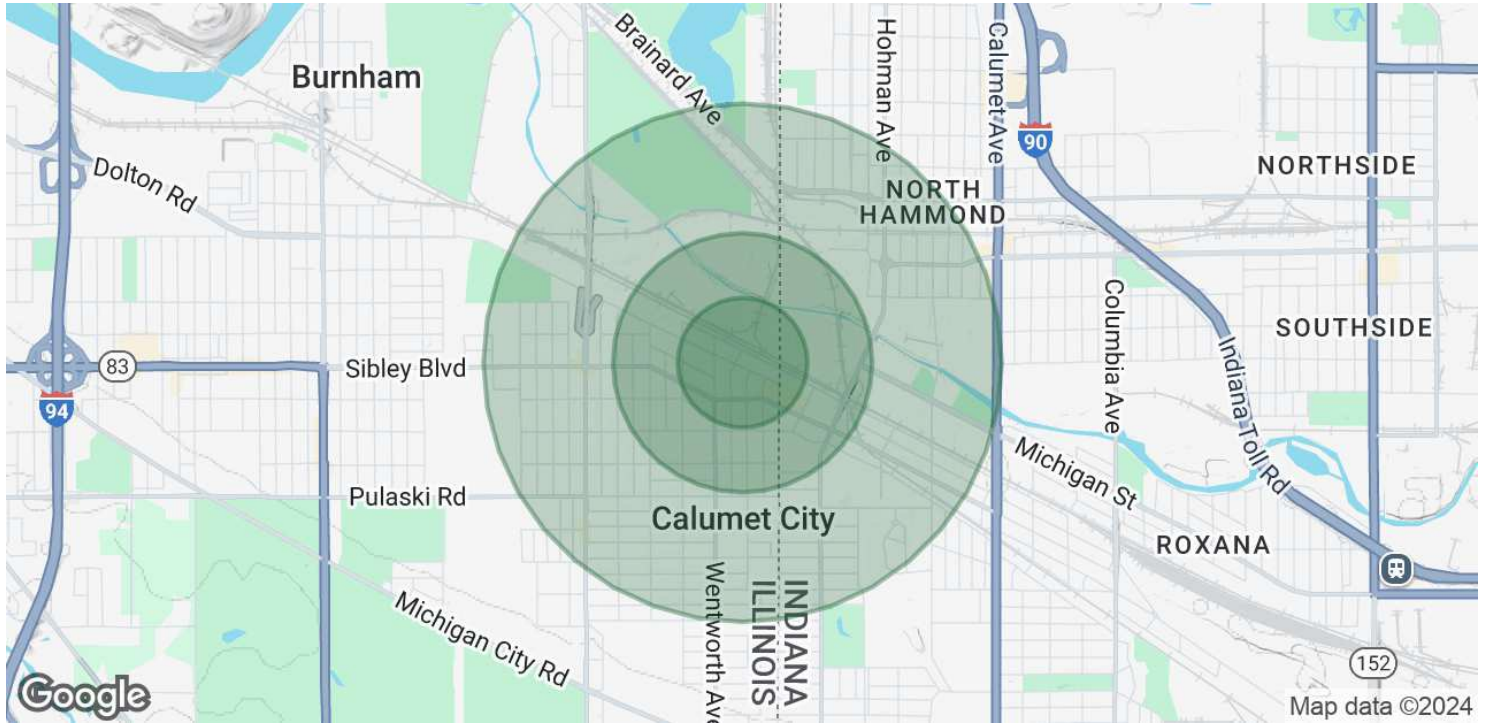 Burnham
Brainard Ave
Hohman Ave
Calumet Ave
90
Dolton Rd
NORTHSIDE
NORTH
HAMMOND
Columbia Ave
SOUTHSIDE
83
Sibley Blvd
94
Indiana Toll Rd
Michigan St
Pulaski Rd
Calumet City
ROXANA
Wentworth Ave
ILLINOIS
INDIANA
Michigan City Rd
152
Google
Map data ©2024